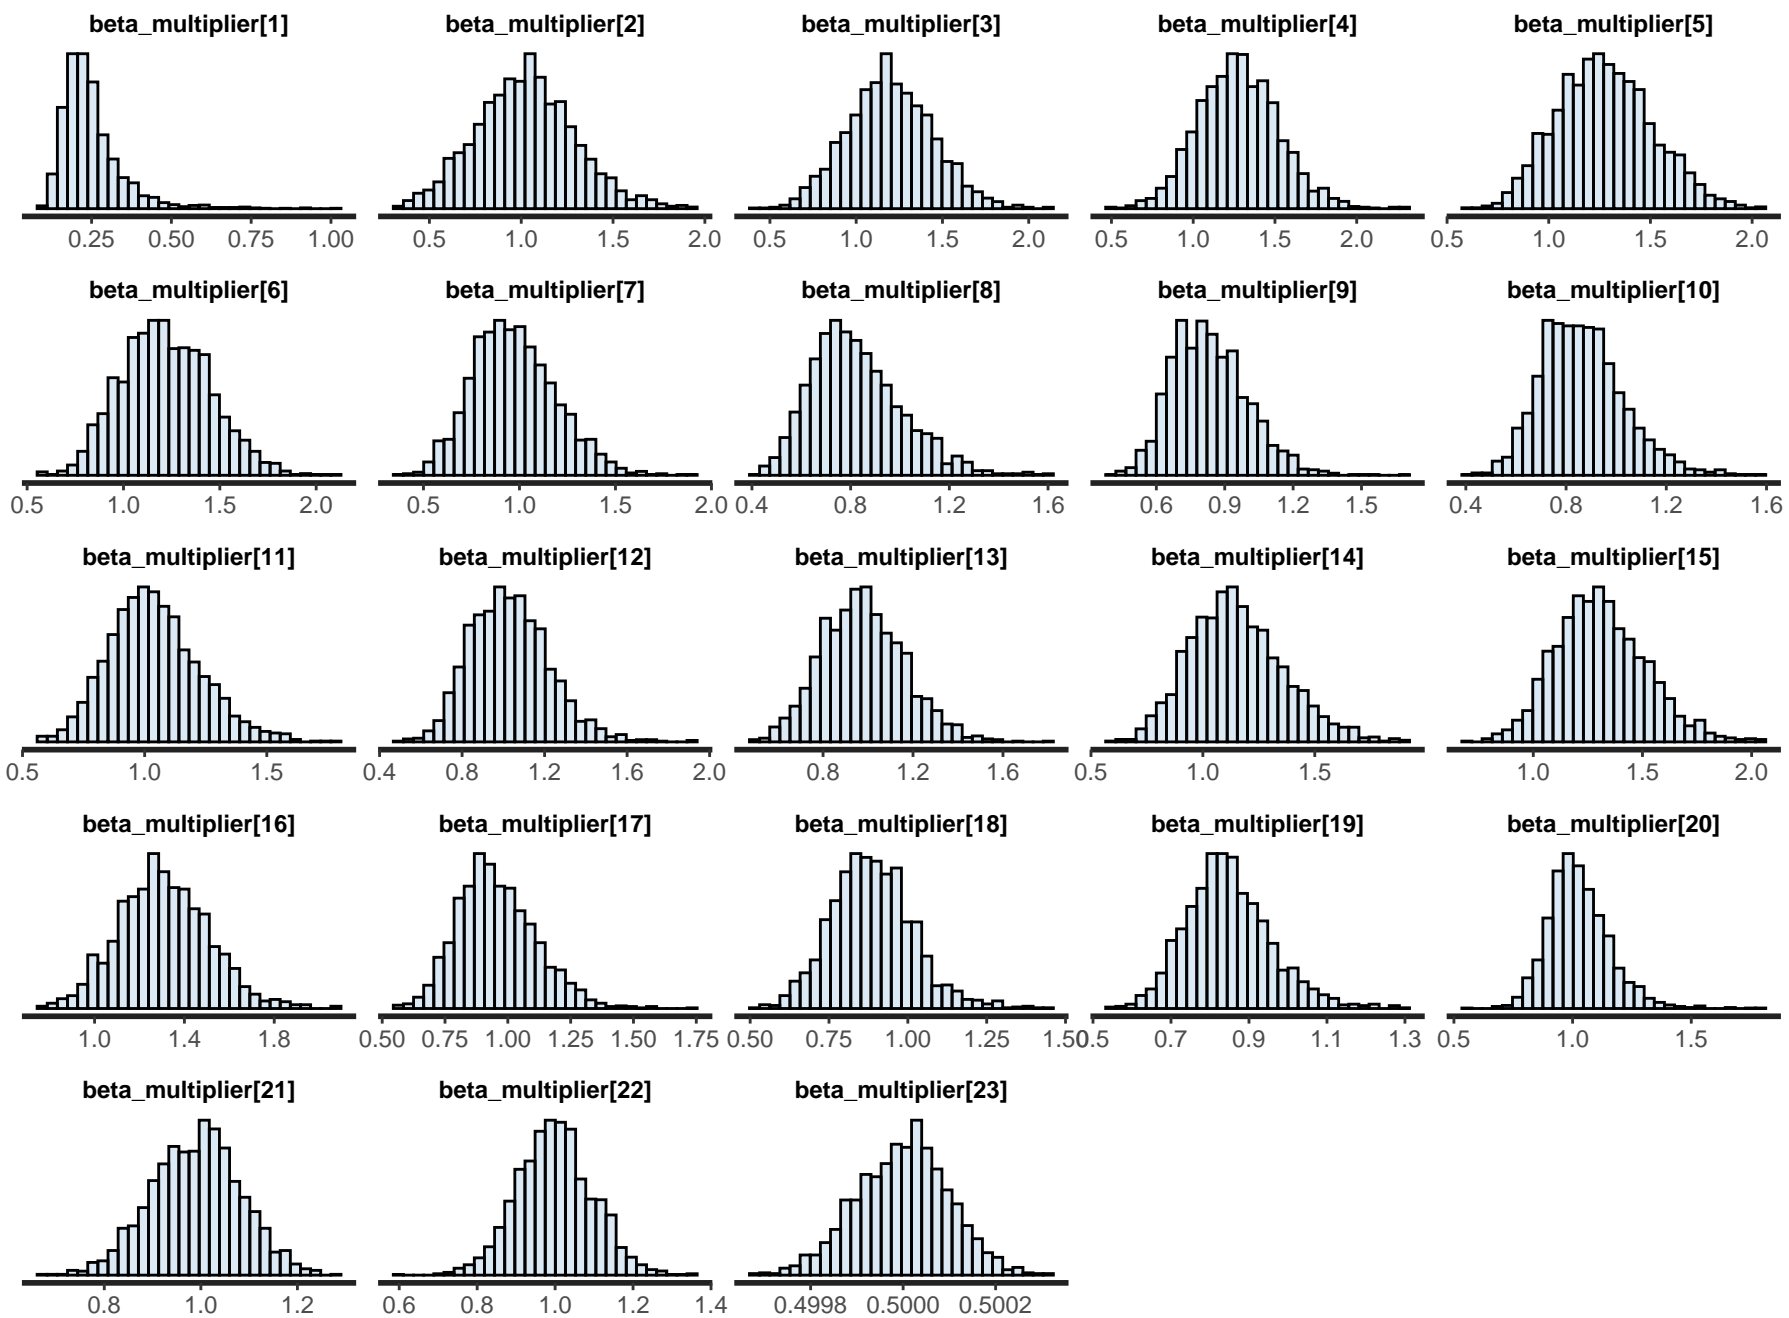 beta_multiplier[1] beta_multiplier[2] beta_multiplier[3] beta_multiplier[4] beta_multiplier[5]
0.25 0.50 0.75 1.00 0.5 1.0 1.5 2.0 0.5 1.0 1.5 2.0 0.5 1.0 1.5 2.0 0.5 1.0 1.5 2.0
beta_multiplier[6] beta_multiplier[7] beta_multiplier[8] beta_multiplier[9] beta_multiplier[10]
0.5 1.0 1.5 2.0 0.5 1.0 1.5 2.0 0.4 0.8 1.2 1.6 0.6 0.9 1.2 1.5 0.4 0.8 1.2 1.6
beta_multiplier[11] beta_multiplier[12] beta_multiplier[13] beta_multiplier[14] beta_multiplier[15]
0.5 1.0 1.5 0.4 0.8 1.2 1.6 2.0 0.8 1.2 1.6 0.5 1.0 1.5 1.0 1.5 2.0
beta_multiplier[16] beta_multiplier[17] beta_multiplier[18] beta_multiplier[19] beta_multiplier[20]
1.0 1.4 1.8 0.50 0.75 1.00 1.25 1.50 1.75 0.50 0.75 1.00 1.25 1.50 0.5 0.7 0.9 1.1 1.3 0.5 1.0 1.5
beta_multiplier[21] beta_multiplier[22] beta_multiplier[23]
0.8 1.0 1.2 0.6 0.8 1.0 1.2 1.4 0.4998 0.5000 0.5002